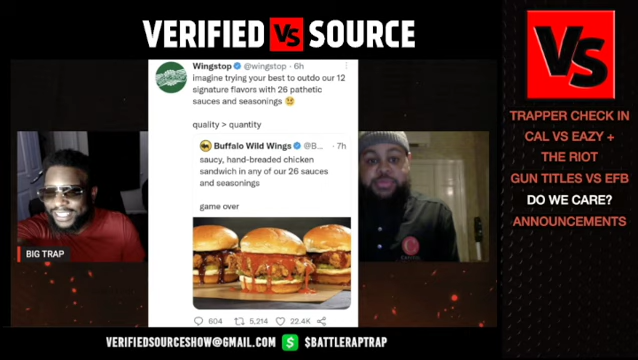 VERIFIED VS SOURCE
Wingstop @wingstop · 6h
imagine trying your best to outdo our 12
signature flavors with 26 pathetic
sauces and seasonings 🥴
quality > quantity
Buffalo Wild Wings @B... · 7h
saucy, hand-breaded chicken
sandwich in any of our 26 sauces
and seasonings
game over
604 5,214 22.4K
BIG TRAP
VS
TRAPPER CHECK IN
CAL VS EAZY +
THE RIOT
GUN TITLES VS EFB
DO WE CARE?
ANNOUNCEMENTS
VERIFIEDSOURCESHOW@GMAIL.COM $ $BATTLERAPTRAP